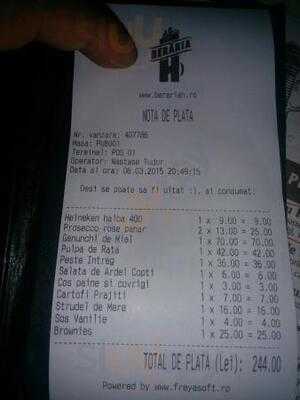 BERĂRIA
H
www.berariah.ro
NOTA DE PLATA
Nr. vanzare: 407786
Masa: PUBU01
Terminal: POS 01
Operator: Nastase Tudor
Data si ora: 06.03.2015 20:49:15
Desi se poate sa fi uitat :), ai consumat:
Heineken halba 400 1 x 9.00 = 9.00
Prosecco rose pahar 2 x 13.00 = 26.00
Genunchi de Miel 1 x 70.00 = 70.00
Pulpa de Rata 1 x 42.00 = 42.00
Peste Intreg 1 x 36.00 = 36.00
Salata de Ardei Copti 1 x 6.00 = 6.00
Cos paine si covrigi 1 x 3.00 = 3.00
Cartofi Prajiti 1 x 7.00 = 7.00
Strudel de Mere 1 x 16.00 = 16.00
Sos Vanilie 1 x 4.00 = 4.00
Brownies 1 x 25.00 = 25.00
TOTAL DE PLATA (Lei): 244.00
Powered by www.freyasoft.ro